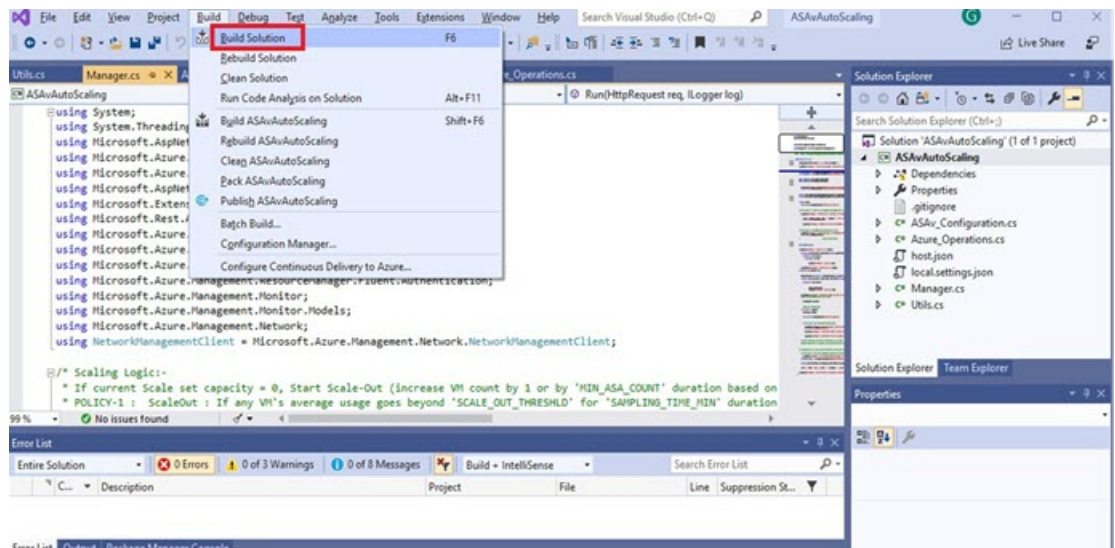 File Edit View Project Build Debug Test Analyze Tools Extensions Window Help Search Visual Studio (Ctrl+Q) ASAvAutoScaling G
Live Share
Build Solution F6
Rebuild Solution
Clean Solution
Run Code Analysis on Solution Alt+F11
Build ASAvAutoScaling Shift+F6
Rebuild ASAvAutoScaling
Clean ASAvAutoScaling
Pack ASAvAutoScaling
Publish ASAvAutoScaling
Batch Build...
Configuration Manager...
Configure Continuous Delivery to Azure...
Utils.cs Manager.cs A e_Operations.cs
ASAvAutoScaling Run(HttpRequest req, ILogger log)
using System;
using System.Threading
using Microsoft.AspNet
using Microsoft.Azure.
using Microsoft.Azure.
using Microsoft.AspNet
using Microsoft.Extens
using Microsoft.Rest.A
using Microsoft.Azure.
using Microsoft.Azure.
using Microsoft.Azure.
using Microsoft.Azure.Management.ResourceManager.Fluent.Authentication;
using Microsoft.Azure.Management.Monitor;
using Microsoft.Azure.Management.Monitor.Models;
using Microsoft.Azure.Management.Network;
using NetworkManagementClient = Microsoft.Azure.Management.Network.NetworkManagementClient;
/* Scaling Logic:-
* If current Scale set capacity = 0, Start Scale-Out (increase VM count by 1 or by 'MIN_ASA_COUNT' duration based on
* POLICY-1 : ScaleOut : If any VM's average usage goes beyond 'SCALE_OUT_THRESHLD' for 'SAMPLING_TIME_MIN' duration
99 % No issues found
Solution Explorer
Search Solution Explorer (Ctrl+;)
Solution 'ASAvAutoScaling' (1 of 1 project)
ASAvAutoScaling
Dependencies
Properties
.gitignore
ASAv_Configuration.cs
Azure_Operations.cs
host.json
local.settings.json
Manager.cs
Utils.cs
Solution Explorer Team Explorer
Properties
Error List
Entire Solution 0 Errors 0 of 3 Warnings 0 of 8 Messages Build + IntelliSense Search Error List
C... Description Project File Line Suppression St...
Error List Output Package Manager Console